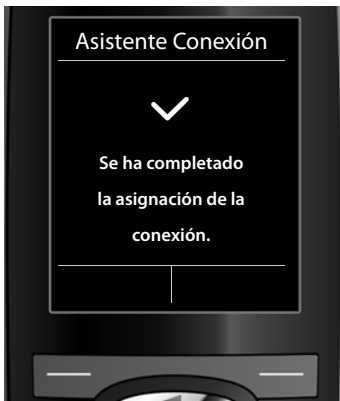 Asistente Conexión
Se ha completado
la asignación de la
conexión.